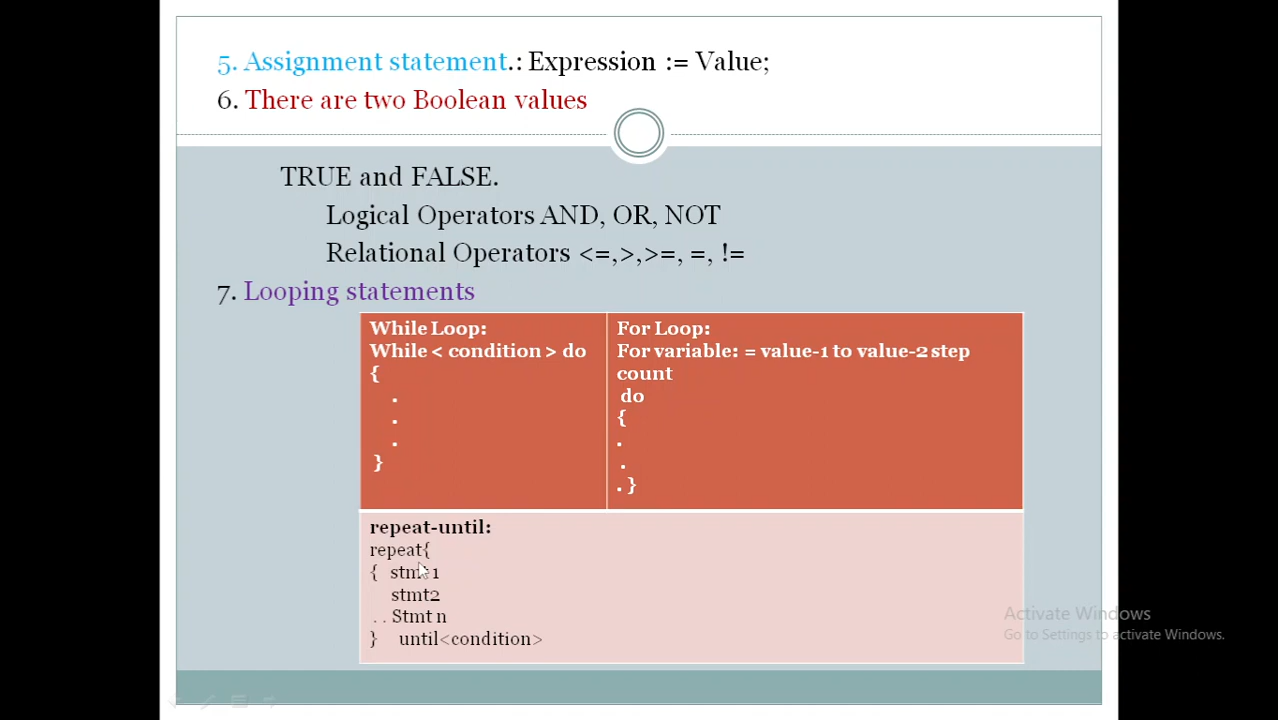 5. Assignment statement.: Expression := Value;
6. There are two Boolean values
TRUE and FALSE.
Logical Operators AND, OR, NOT
Relational Operators <=,>,>=, =, !=
7. Looping statements
While Loop:
While < condition > do
{
.
.
.
}
For Loop:
For variable: = value-1 to value-2 step
count
do
{
.
.
. }
repeat-until:
repeat{
{ stmt 1
stmt2
. . Stmt n
} until<condition>
Activate Windows
Go to Settings to activate Windows.